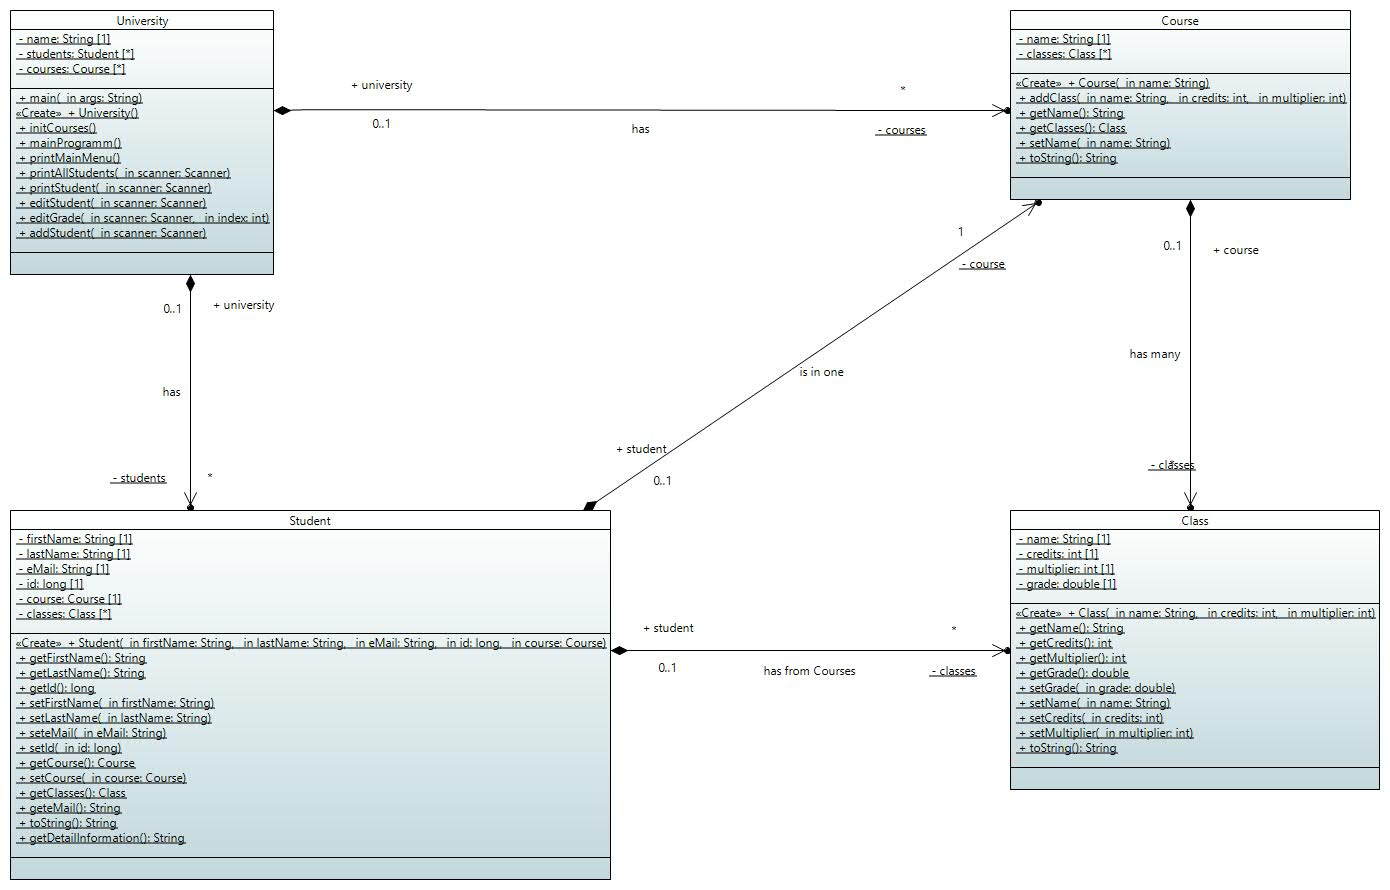 University
- name: String [1]
- students: Student [*]
- courses: Course [*]
+ main(  in args: String)
«Create»  + University()
+ initCourses()
+ mainProgramm()
+ printMainMenu()
+ printAllStudents(  in scanner: Scanner)
+ printStudent(  in scanner: Scanner)
+ editStudent(  in scanner: Scanner)
+ editGrade(  in scanner: Scanner,   in index: int)
+ addStudent(  in scanner: Scanner)
+ university
0..1
has
*
- courses
Course
- name: String [1]
- classes: Class [*]
«Create»  + Course(  in name: String)
+ addClass(  in name: String,   in credits: int,   in multiplier: int)
+ getName(): String
+ getClasses(): Class
+ setName(  in name: String)
+ toString(): String
0..1
+ university
has
- students
*
1
- course
is in one
+ student
0..1
0..1
+ course
has many
- classes
*
Student
- firstName: String [1]
- lastName: String [1]
- eMail: String [1]
- id: long [1]
- course: Course [1]
- classes: Class [*]
«Create»  + Student(  in firstName: String,   in lastName: String,   in eMail: String,   in id: long,   in course: Course)
+ getFirstName(): String
+ getLastName(): String
+ getId(): long
+ setFirstName(  in firstName: String)
+ setLastName(  in lastName: String)
+ seteMail(  in eMail: String)
+ setId(  in id: long)
+ getCourse(): Course
+ setCourse(  in course: Course)
+ getClasses(): Class
+ geteMail(): String
+ toString(): String
+ getDetailInformation(): String
+ student
0..1
has from Courses
*
- classes
Class
- name: String [1]
- credits: int [1]
- multiplier: int [1]
- grade: double [1]
«Create»  + Class(  in name: String,   in credits: int,   in multiplier: int)
+ getName(): String
+ getCredits(): int
+ getMultiplier(): int
+ getGrade(): double
+ setGrade(  in grade: double)
+ setName(  in name: String)
+ setCredits(  in credits: int)
+ setMultiplier(  in multiplier: int)
+ toString(): String